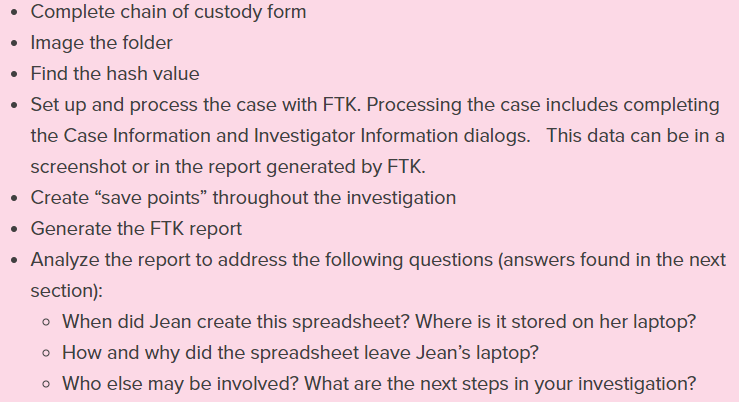 • Complete chain of custody form
• Image the folder
• Find the hash value
• Set up and process the case with FTK. Processing the case includes completing
the Case Information and Investigator Information dialogs.   This data can be in a
screenshot or in the report generated by FTK.
• Create “save points” throughout the investigation
• Generate the FTK report
• Analyze the report to address the following questions (answers found in the next
section):
◦ When did Jean create this spreadsheet? Where is it stored on her laptop?
◦ How and why did the spreadsheet leave Jean’s laptop?
◦ Who else may be involved? What are the next steps in your investigation?